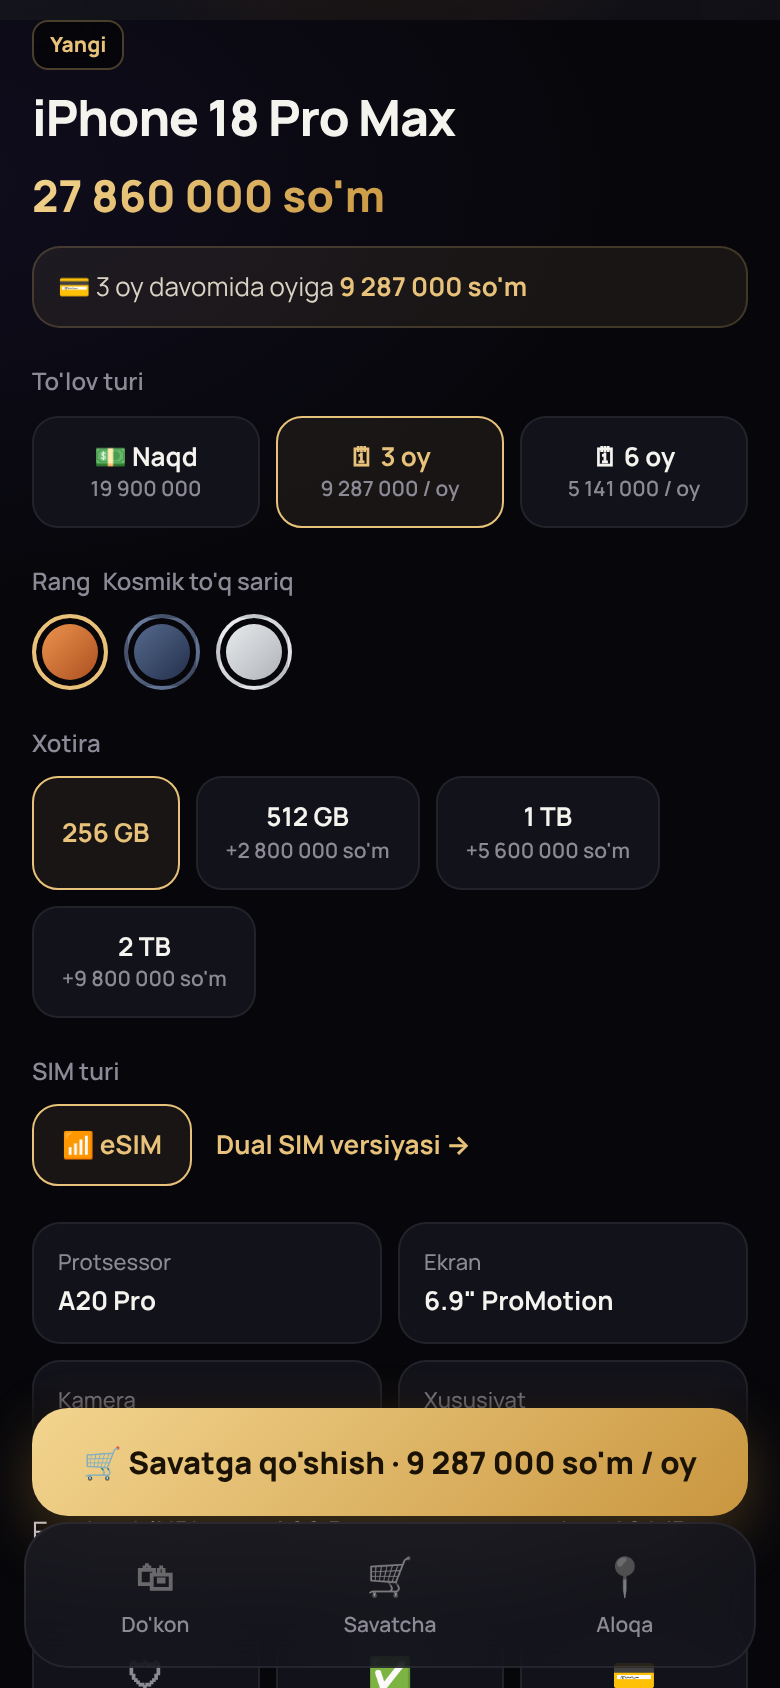 Yangi
iPhone 18 Pro Max
27 860 000 so'm
💳 3 oy davomida oyiga 9 287 000 so'm
To'lov turi
💵 Naqd
19 900 000
🗓 3 oy
9 287 000 / oy
🗓 6 oy
5 141 000 / oy
Rang Kosmik to'q sariq
Xotira
256 GB
512 GB
+2 800 000 so'm
1 TB
+5 600 000 so'm
2 TB
+9 800 000 so'm
SIM turi
📶 eSIM
Dual SIM versiyasi →
Protsessor
A20 Pro
Ekran
6.9" ProMotion
Kamera
Xususiyat
🛒 Savatga qo'shish · 9 287 000 so'm / oy
Do'kon
Savatcha
Aloqa